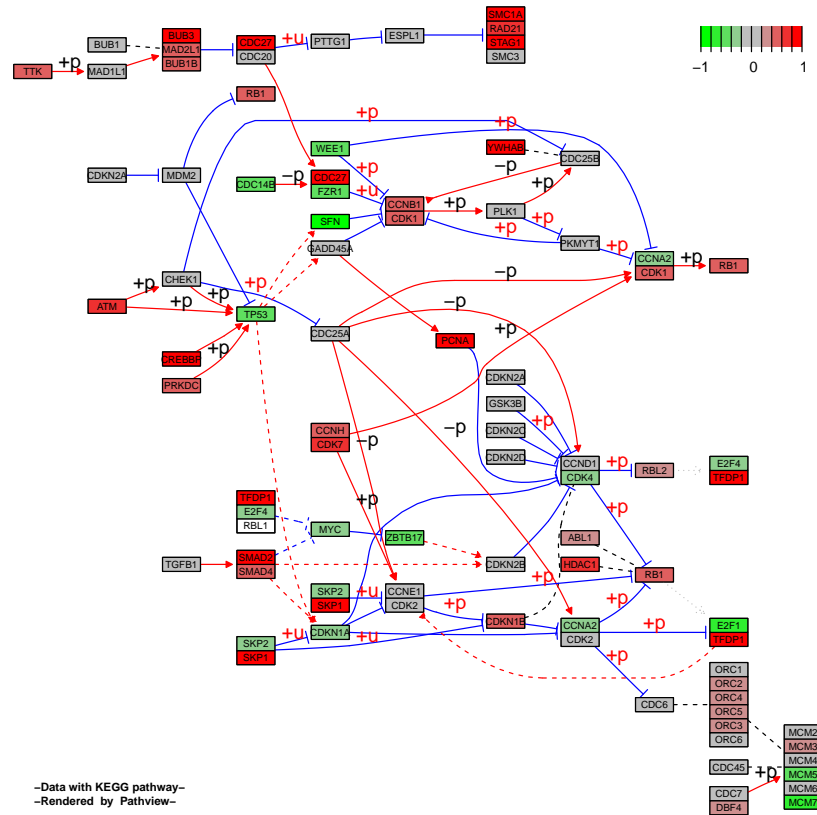 SMC1A
RAD21
STAG1
SMC3
BUB3
MAD2L1
BUB1B
BUB1
CDC27
CDC20
+u
PTTG1
ESPL1
−1 0 1
TTK
+p
MAD1L1
RB1
+p
WEE1
YWHAB
CDC25B
CDKN2A
MDM2
CDC14B
−p
CDC27
FZR1
+p
+u
−p
+p
CCNB1
CDK1
+p
PLK1
SFN
GADD45A
+p
+p
PKMYT1
+p
CCNA2
CDK1
+p
RB1
CHEK1
+p
+p
+p
−p
ATM
+p
TP53
−p
CDC25A
+p
PCNA
CREBBP
+p
PRKDC
CDKN2A
GSK3B
+p
CDKN2C
CDKN2D
CCNH
CDK7
−p
−p
CCND1
CDK4
+p
RBL2
E2F4
TFDP1
+p
TFDP1
E2F4
RBL1
MYC
ZBTB17
+p
ABL1
TGFB1
SMAD2
SMAD4
CDKN2B
HDAC1
RB1
+p
SKP2
SKP1
+u
CCNE1
CDK2
+p
+p
CDKN1A
CDKN1B
CCNA2
CDK2
+p
E2F1
TFDP1
SKP2
SKP1
+u
+u
+p
ORC1
ORC2
ORC4
ORC5
ORC3
ORC6
CDC6
MCM2
MCM3
MCM4
MCM5
MCM6
MCM7
CDC45
+p
CDC7
DBF4
−Data with KEGG pathway−
−Rendered by Pathview−